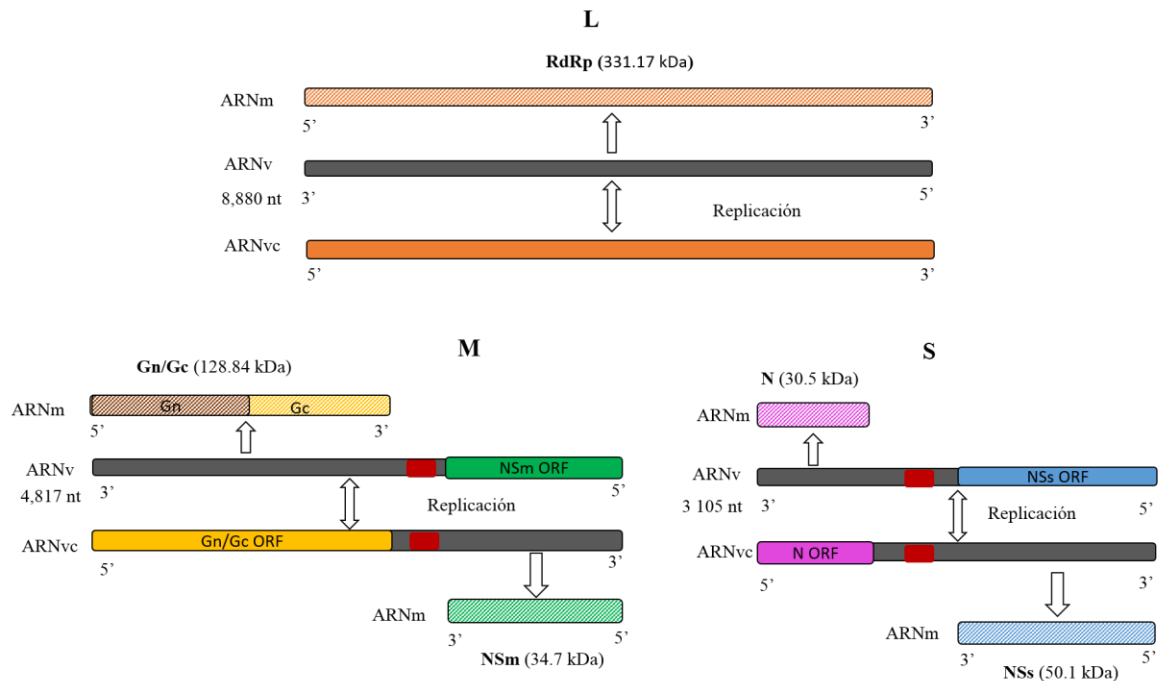 L
RdRp (331.17 kDa)
ARNm
5’ 3’
ARNv
8,880 nt
3’ 5’
Replicación
ARNvc
5’ 3’
M
Gn/Gc (128.84 kDa)
ARNm
Gn Gc
5’ 3’
ARNv
NSm ORF
4,817 nt
3’ 5’
Replicación
ARNvc
Gn/Gc ORF
5’ 3’
ARNm
3’ 5’
NSm (34.7 kDa)
S
N (30.5 kDa)
ARNm
ARNv
NSs ORF
3 105 nt
3’ 5’
Replicación
ARNvc
N ORF
5’ 3’
ARNm
3’ 5’
NSs (50.1 kDa)